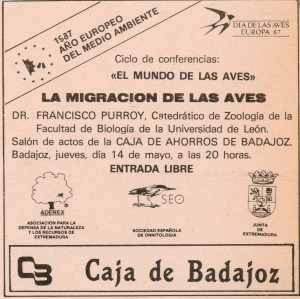 1587
AÑO EUROPEO
DEL MEDIO AMBIENTE
DIA DE LAS AVES
EUROPA 87
Ciclo de conferencias:
«EL MUNDO DE LAS AVES»
LA MIGRACION DE LAS AVES
DR. FRANCISCO PURROY, Catedrático de Zoología de la
Facultad de Biología de la Universidad de León.
Salón de actos de la CAJA DE AHORROS DE BADAJOZ.
Badajoz, jueves, día 14 de mayo, a las 20 horas.
ENTRADA LIBRE
ADENEX
ASOCIACION PARA LA
DEFENSA DE LA NATURALEZA
Y LOS RECURSOS DE
EXTREMADURA
SEO
SOCIEDAD ESPAÑOLA
DE ORNITOLOGIA
JUNTA
DE
EXTREMADURA
CB Caja de Badajoz